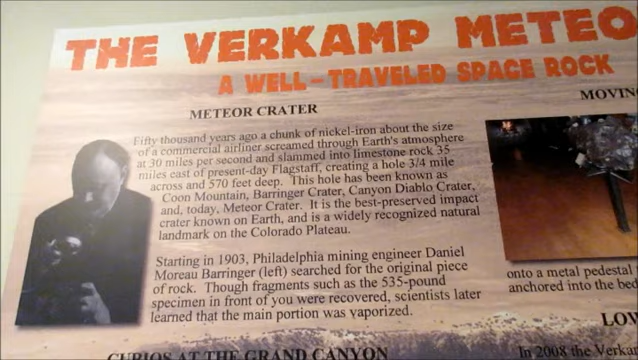 THE VERKAMP METEO
A WELL-TRAVELED SPACE ROCK
METEOR CRATER
Fifty thousand years ago a chunk of nickel-iron about the size
of a commercial airliner screamed through Earth's atmosphere
at 30 miles per second and slammed into limestone rock 35
miles east of present-day Flagstaff, creating a hole 3/4 mile
across and 570 feet deep. This hole has been known as
Coon Mountain, Barringer Crater, Canyon Diablo Crater,
and, today, Meteor Crater. It is the best-preserved impact
crater known on Earth, and is a widely recognized natural
landmark on the Colorado Plateau.
Starting in 1903, Philadelphia mining engineer Daniel
Moreau Barringer (left) searched for the original piece
of rock. Though fragments such as the 535-pound
specimen in front of you were recovered, scientists later
learned that the main portion was vaporized.
CURIOS AT THE GRAND CANYON
MOVIN
onto a metal pedestal
anchored into the bed
LOV
In 2008 the Verka